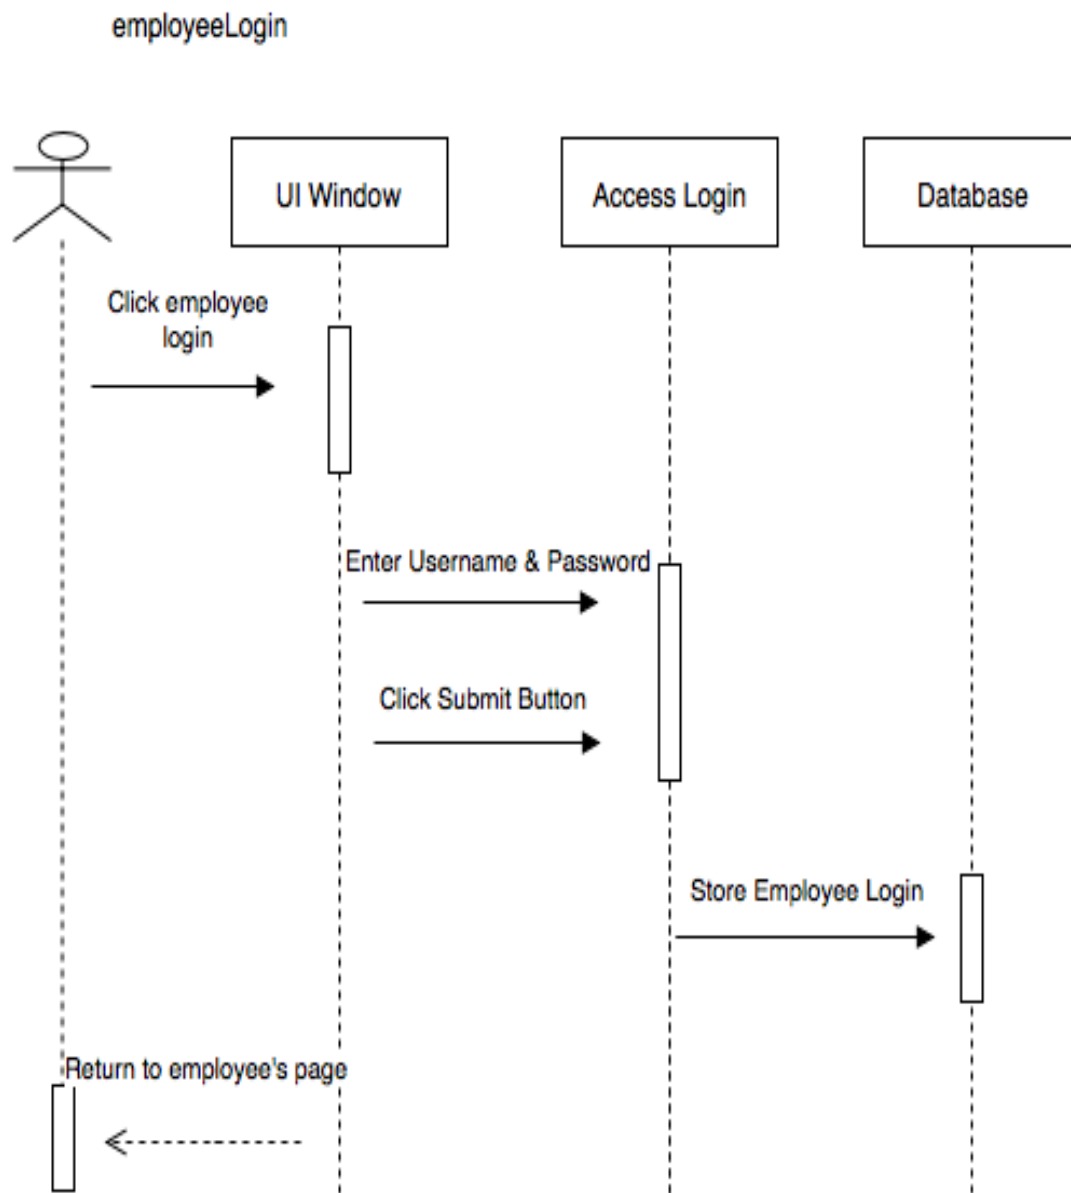 employeeLogin
UI Window
Access Login
Database
Click employee
login
Enter Username & Password
Click Submit Button
Store Employee Login
Return to employee's page